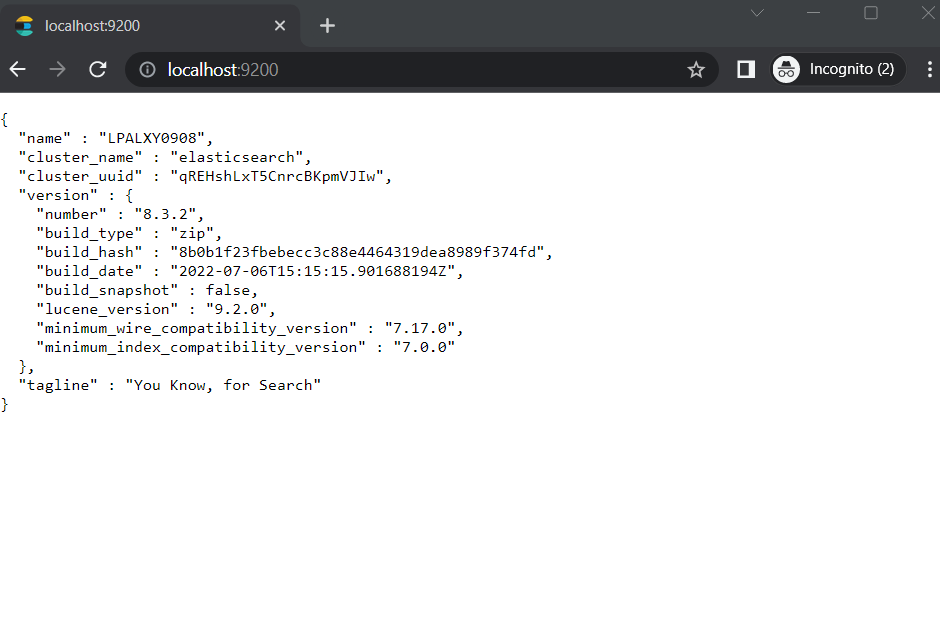 localhost:9200
localhost:9200
Incognito (2)
{
  "name" : "LPALXY0908",
  "cluster_name" : "elasticsearch",
  "cluster_uuid" : "qREHshLxT5CnrcBKpmVJIw",
  "version" : {
    "number" : "8.3.2",
    "build_type" : "zip",
    "build_hash" : "8b0b1f23fbebecc3c88e4464319dea8989f374fd",
    "build_date" : "2022-07-06T15:15:15.901688194Z",
    "build_snapshot" : false,
    "lucene_version" : "9.2.0",
    "minimum_wire_compatibility_version" : "7.17.0",
    "minimum_index_compatibility_version" : "7.0.0"
  },
  "tagline" : "You Know, for Search"
}